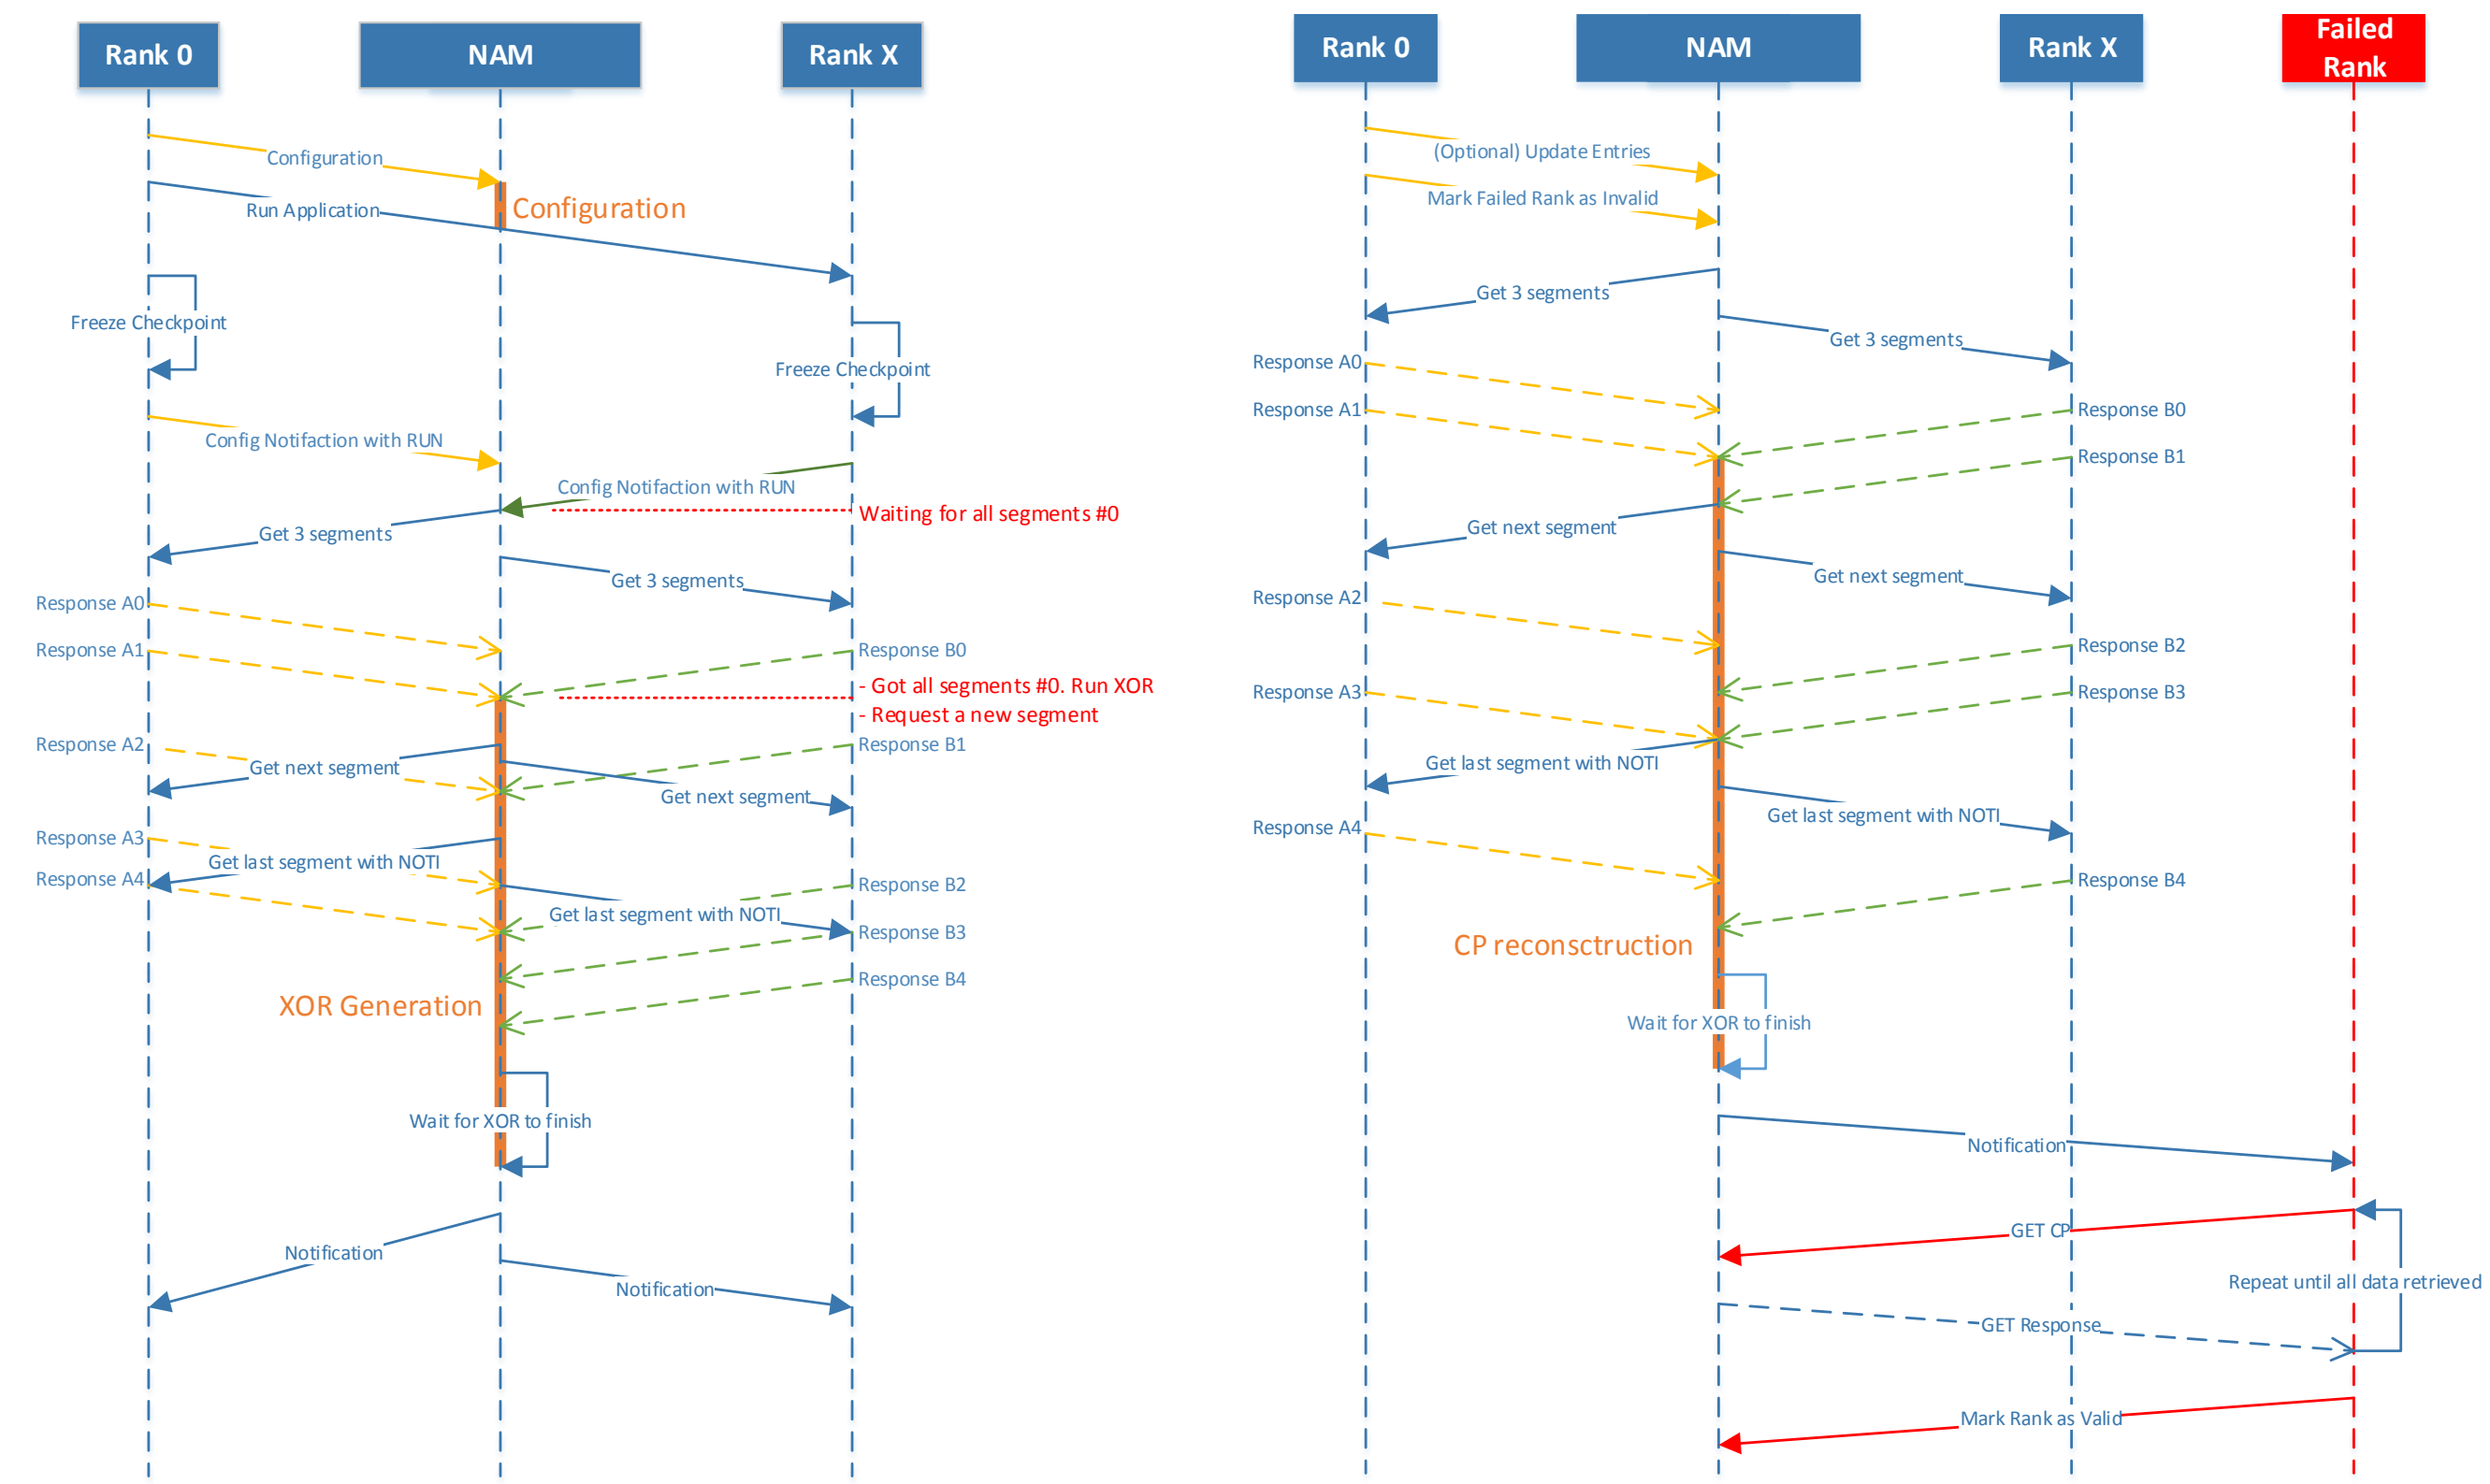 Rank 0
NAM
Rank X
Configuration
Configuration
Run Application
Freeze Checkpoint
Freeze Checkpoint
Config Notifaction with RUN
Config Notifaction with RUN
Waiting for all segments #0
Get 3 segments
Get 3 segments
Response A0
Response A1
Response B0
- Got all segments #0. Run XOR
- Request a new segment
Response A2
Response B1
Get next segment
Get next segment
Response A3
Get last segment with NOTI
Response A4
Response B2
Get last segment with NOTI
Response B3
Response B4
XOR Generation
Wait for XOR to finish
Notification
Notification
Rank 0
NAM
Rank X
Failed
Rank
(Optional) Update Entries
Mark Failed Rank as Invalid
Get 3 segments
Get 3 segments
Response A0
Response A1
Response B0
Response B1
Get next segment
Get next segment
Response A2
Response B2
Response A3
Response B3
Get last segment with NOTI
Get last segment with NOTI
Response A4
Response B4
CP reconsctruction
Wait for XOR to finish
Notification
GET CP
Repeat until all data retrieved
GET Response
Mark Rank as Valid